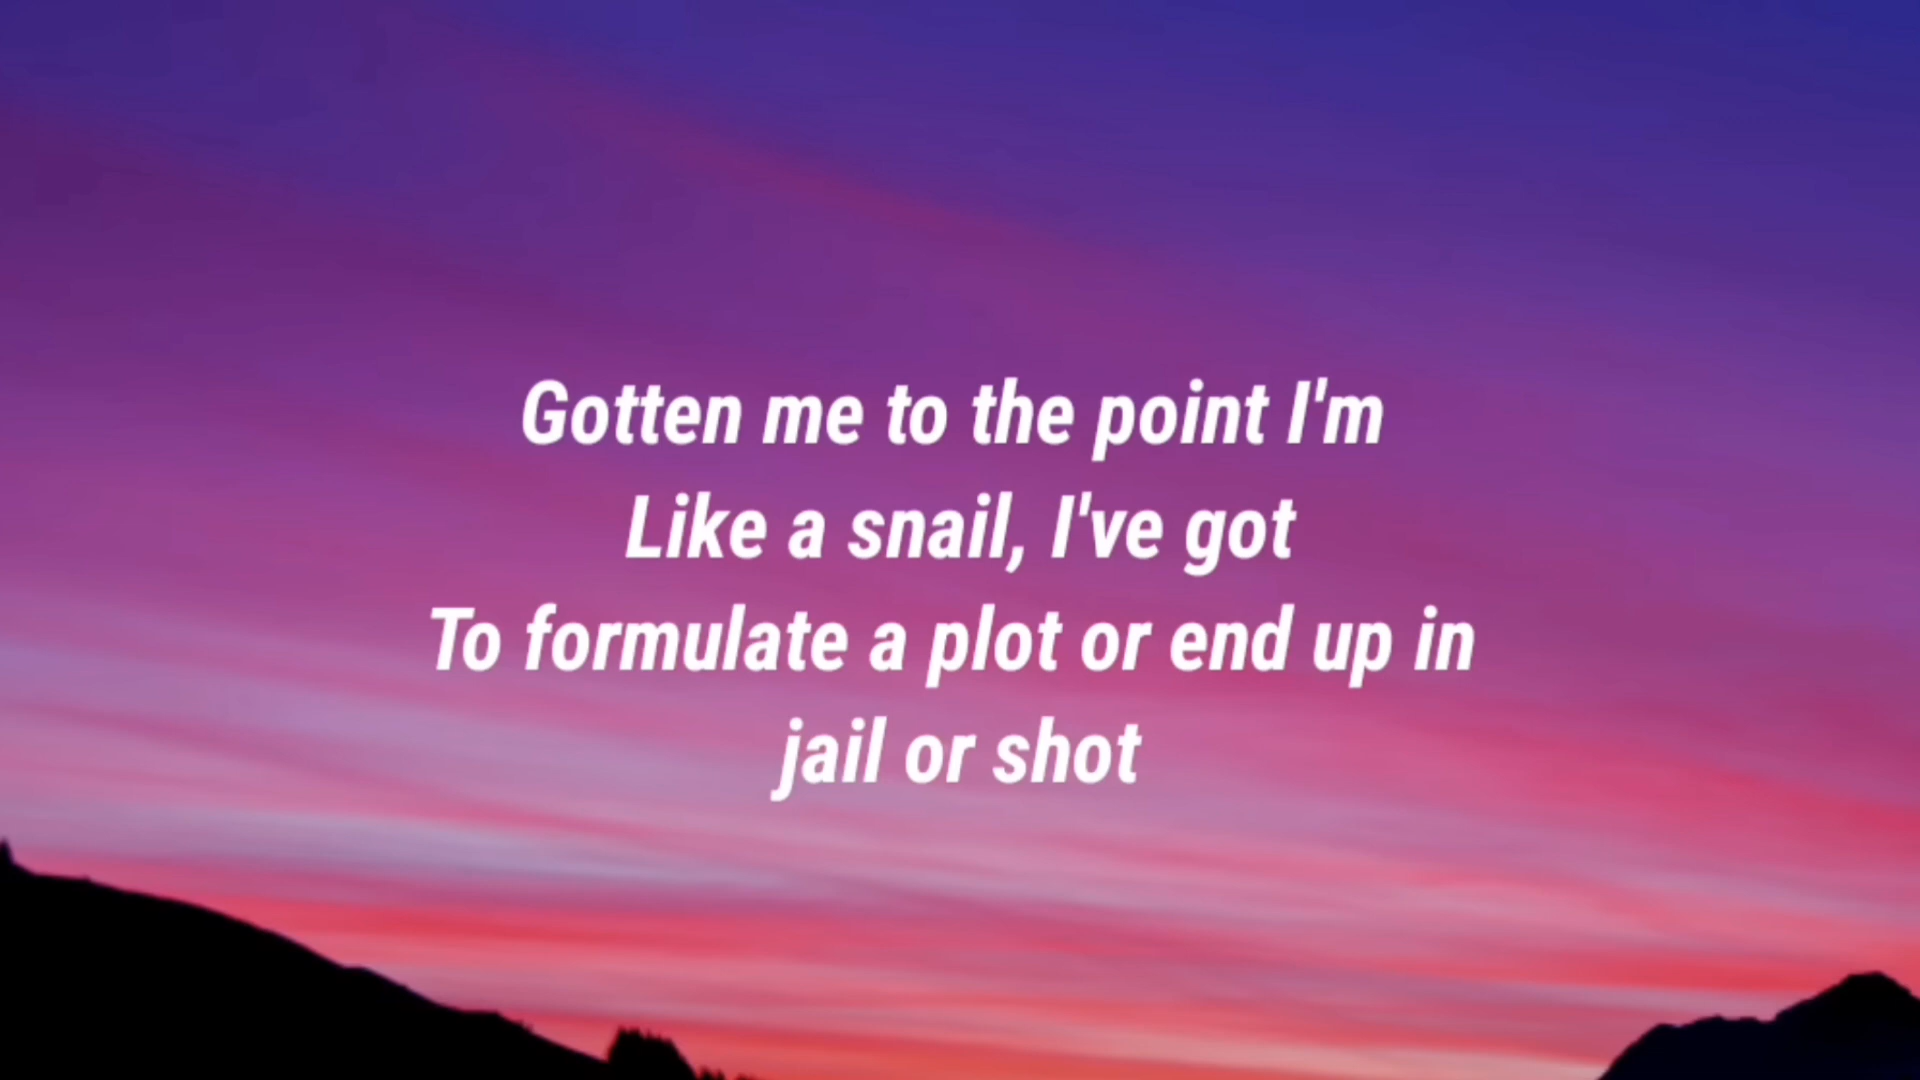 Gotten me to the point I'm
Like a snail, I've got
To formulate a plot or end up in
jail or shot